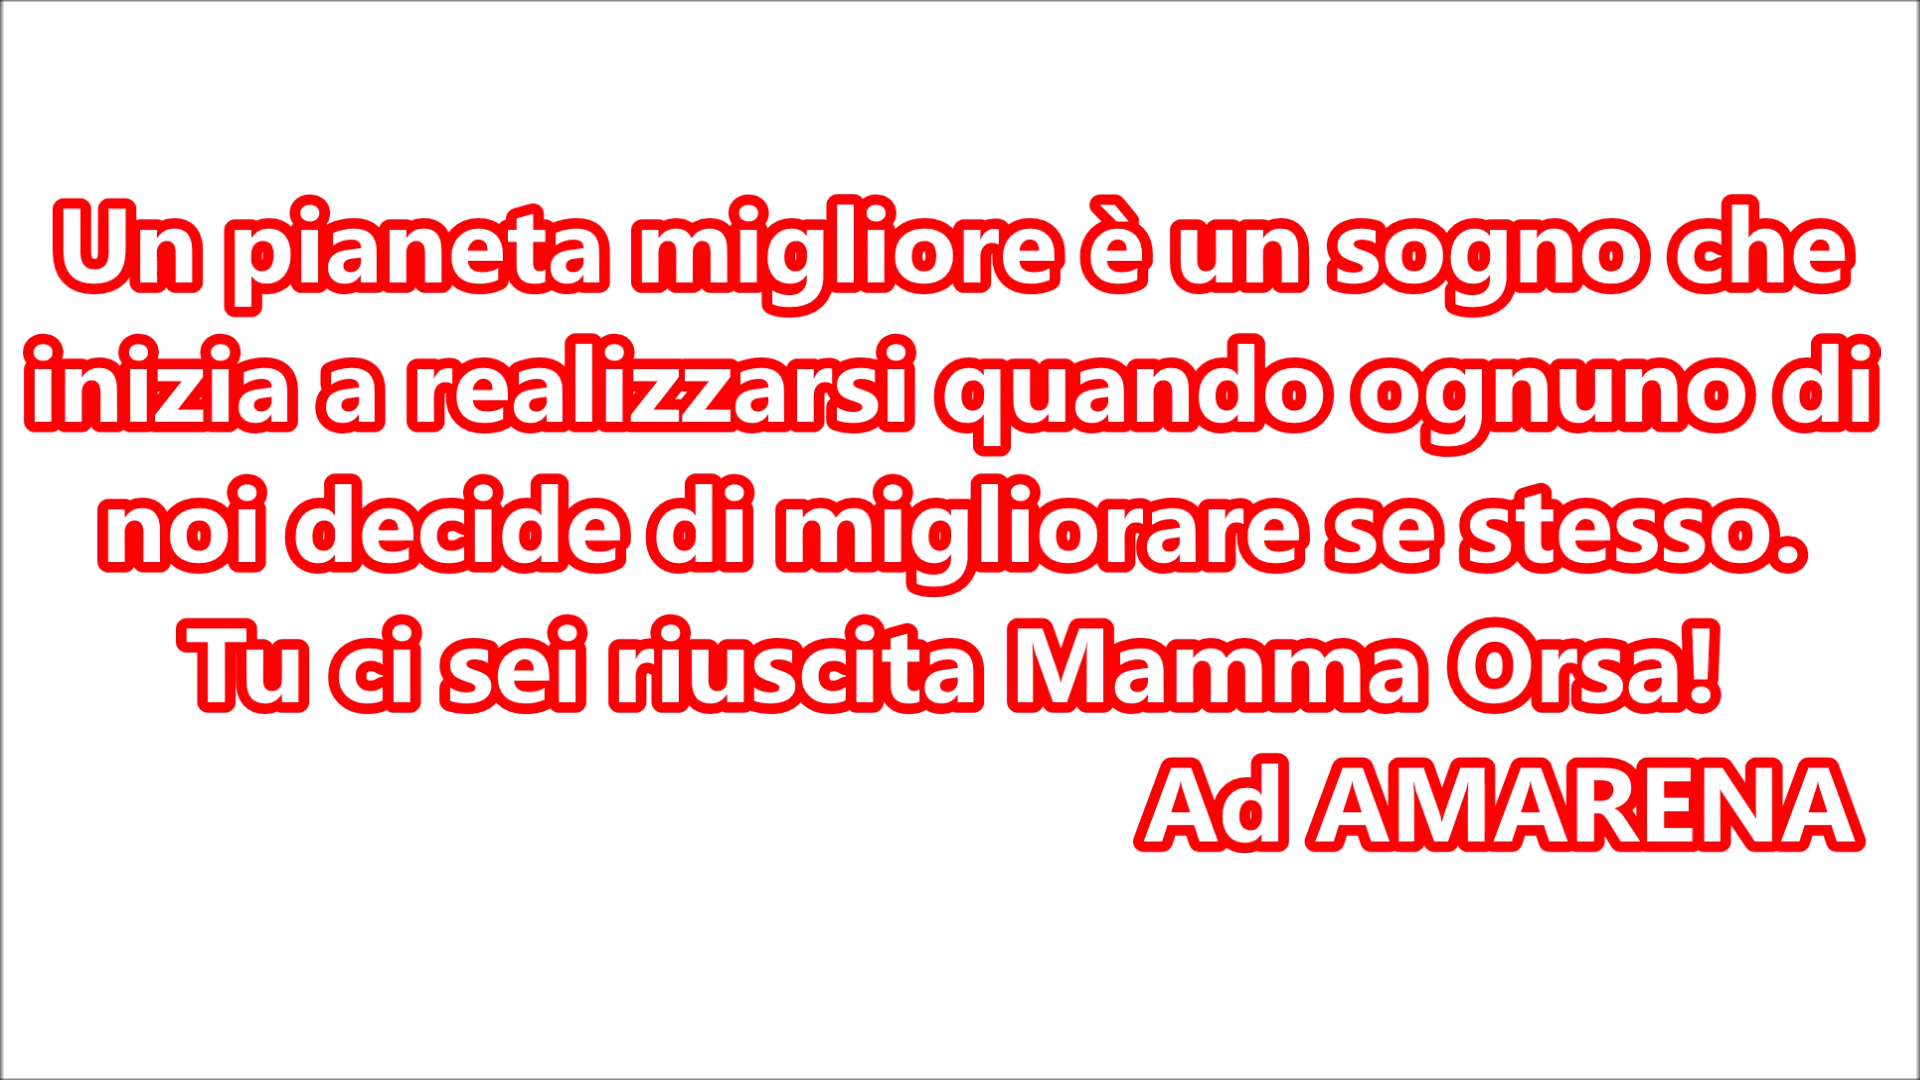 Un pianeta migliore è un sogno che
inizia a realizzarsi quando ognuno di
noi decide di migliorare se stesso.
Tu ci sei riuscita Mamma Orsa!
Ad AMARENA